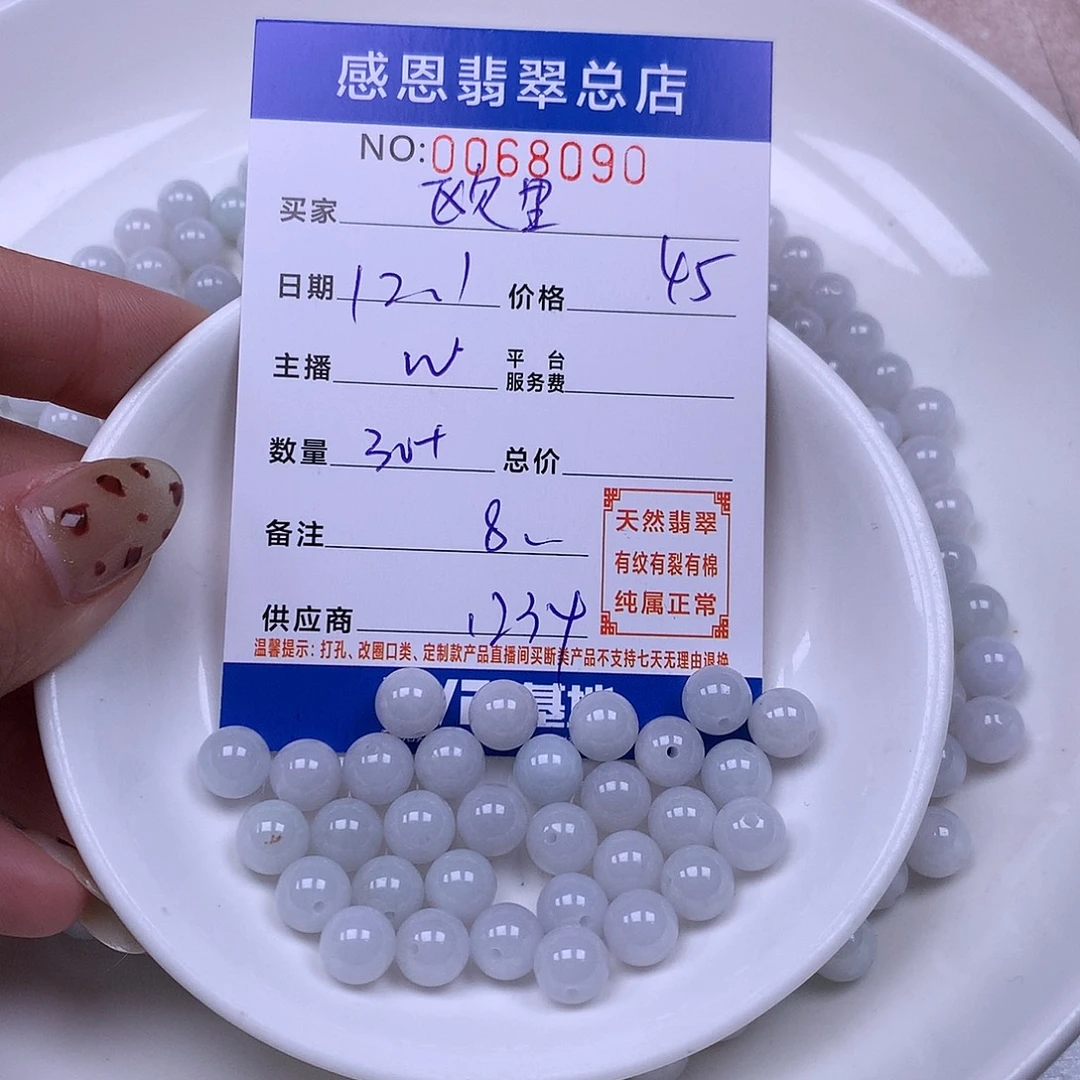 感恩翡翠总店
NO:0068090
买家 欧里
日期 12.1 价格 45
主播 W 平台服务费
数量 30+ 总价
备注 8
供应商 1234
天然翡翠
有纹有裂有棉
纯属正常
温馨提示：打孔、改圈口类、定制款产品直播间买断类产品不支持七天无理由退换
基地